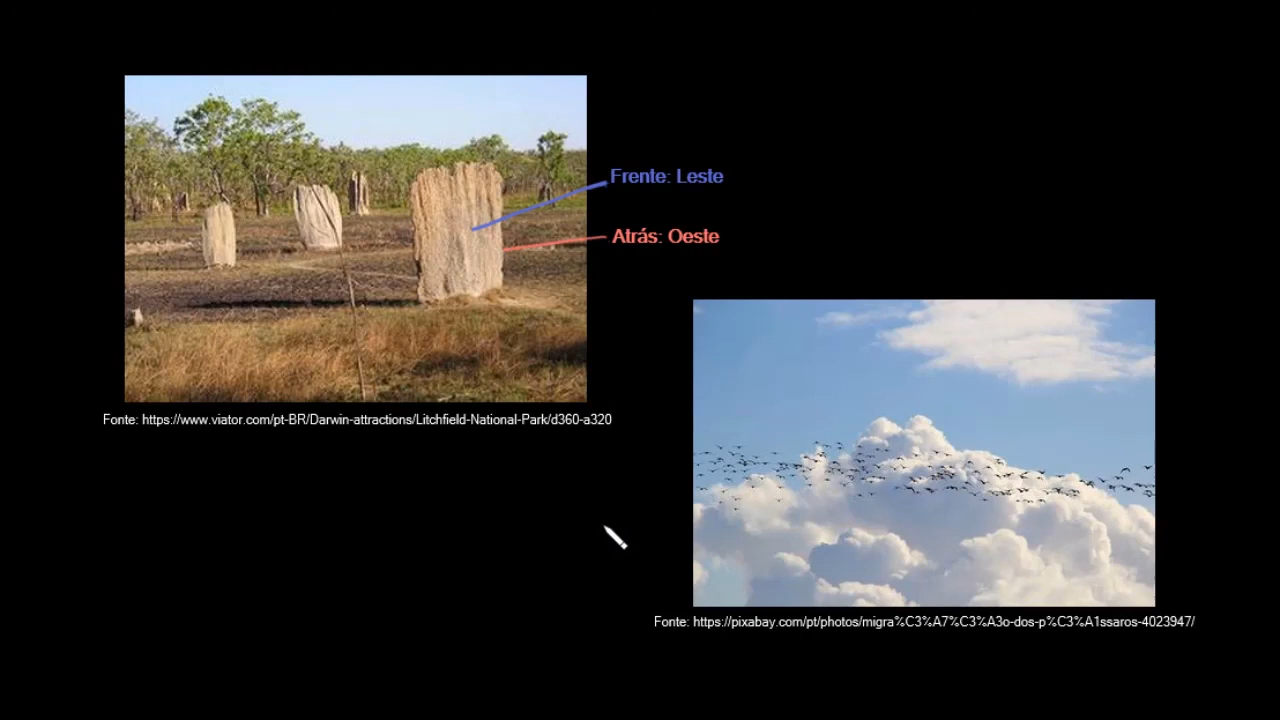 Frente: Leste
Atrás: Oeste
Fonte: https://www.viator.com/pt-BR/Darwin-attractions/Litchfield-National-Park/d360-a320
Fonte: https://pixabay.com/pt/photos/migra%C3%A7%C3%A3o-dos-p%C3%A1ssaros-4023947/